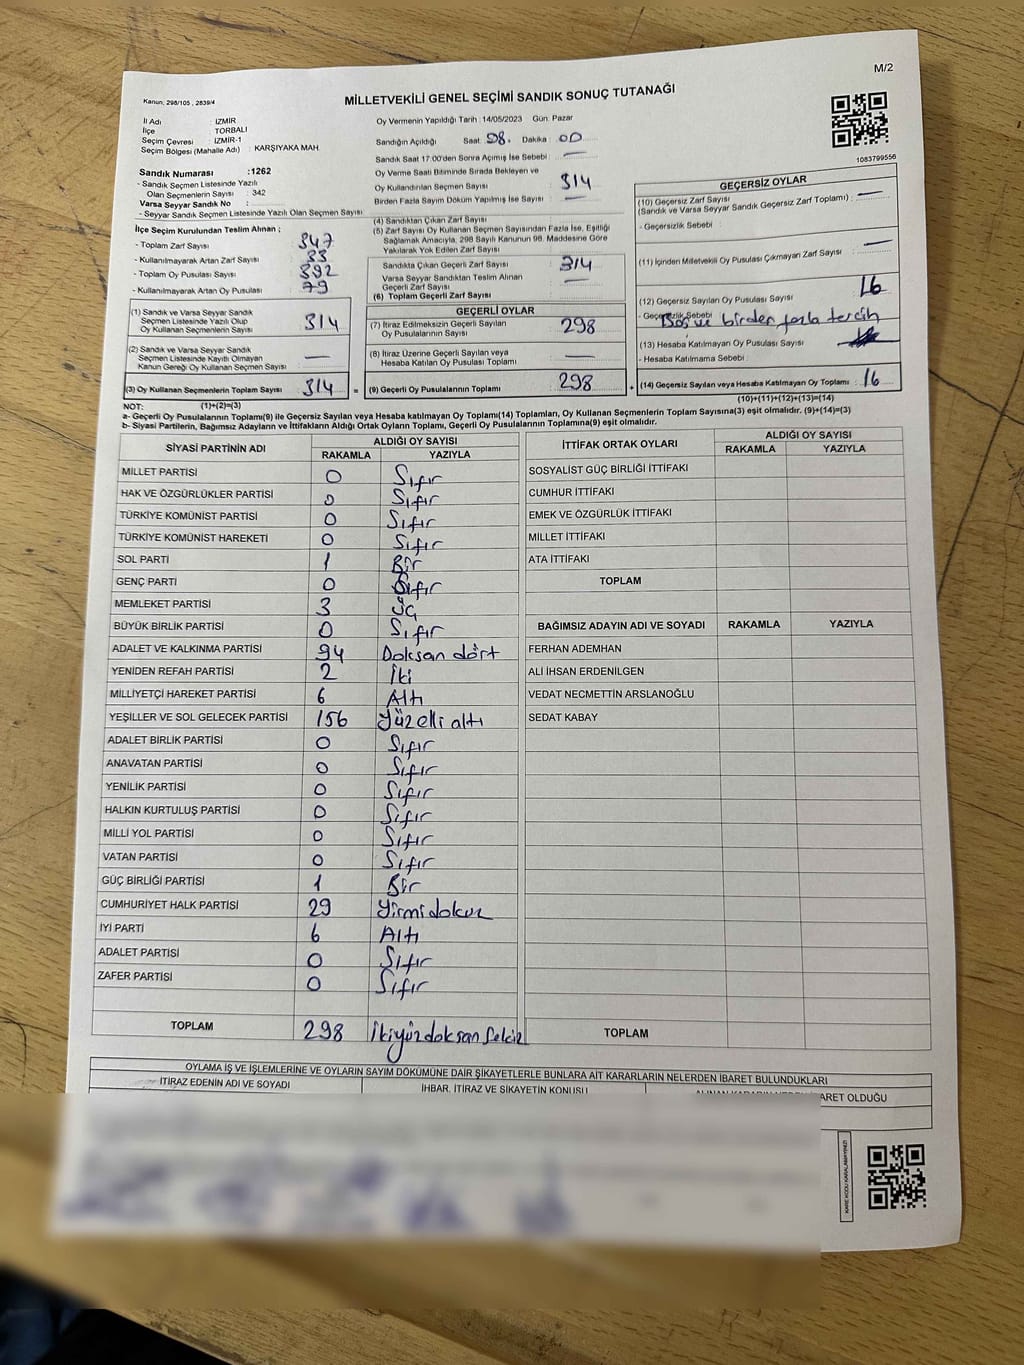 M/2
Kanun: 298/105, 2839/4
MİLLETVEKİLİ GENEL SEÇİMİ SANDIK SONUÇ TUTANAĞI
İl Adı : İZMİR
İlçe : TORBALI
Seçim Çevresi : İZMİR-1
Seçim Bölgesi (Mahalle Adı) : KARŞIYAKA MAH.
Oy Vermenin Yapıldığı Tarih : 14/05/2023 Gün: Pazar
Sandığın Açıldığı Saat: 08. Dakika : 00
Sandık Saat 17:00'den Sonra Açılmış İse Sebebi : —
Oy Verme Saati Bitiminde Sırada Bekleyen ve
Oy Kullandırılan Seçmen Sayısı : 314
Birden Fazla Sayım Döküm Yapılmış İse Sayısı : —
1083799556
Sandık Numarası :1262
- Sandık Seçmen Listesinde Yazılı
Olan Seçmenlerin Sayısı : 342
Varsa Seyyar Sandık No :
- Seyyar Sandık Seçmen Listesinde Yazılı Olan Seçmen Sayısı
İlçe Seçim Kurulundan Teslim Alınan ;
- Toplam Zarf Sayısı : 347
- Kullanılmayarak Artan Zarf Sayısı : 33
- Toplam Oy Pusulası Sayısı : 392
- Kullanılmayarak Artan Oy Pusulası : 79
(4) Sandıktan Çıkan Zarf Sayısı :
(5) Zarf Sayısı Oy Kullanan Seçmen Sayısından Fazla İse, Eşitliği
Sağlamak Amacıyla, 298 Sayılı Kanunun 98. Maddesine Göre
Yakılarak Yok Edilen Zarf Sayısı :
Sandıkta Çıkan Geçerli Zarf Sayısı : 314
Varsa Seyyar Sandıktan Teslim Alınan
Geçerli Zarf Sayısı : —
(6) Toplam Geçerli Zarf Sayısı :
GEÇERSİZ OYLAR
(10) Geçersiz Zarf Sayısı : —
(Sandık ve Varsa Seyyar Sandık Geçersiz Zarf Toplamı) :
- Geçersizlik Sebebi :
(11) İçinden Milletvekili Oy Pusulası Çıkmayan Zarf Sayısı : —
(12) Geçersiz Sayılan Oy Pusulası Sayısı : 16
- Geçersizlik Sebebi : Boş ve birden fazla tercih
(13) Hesaba Katılmayan Oy Pusulası Sayısı :
- Hesaba Katılmama Sebebi :
(14) Geçersiz Sayılan veya Hesaba Katılmayan Oy Toplamı : 16
(10)+(11)+(12)+(13)=(14)
(1) Sandık ve Varsa Seyyar Sandık
Seçmen Listesinde Yazılı Olup
Oy Kullanan Seçmenlerin Sayısı : 314
(2) Sandık ve Varsa Seyyar Sandık
Seçmen Listesinde Kayıtlı Olmayan
Kanun Gereği Oy Kullanan Seçmen Sayısı : —
(3) Oy Kullanan Seçmenlerin Toplam Sayısı : 314 =
(1)+(2)=(3)
GEÇERLİ OYLAR
(7) İtiraz Edilmeksizin Geçerli Sayılan
Oy Pusulalarının Sayısı : 298
(8) İtiraz Üzerine Geçerli Sayılan veya
Hesaba Katılan Oy Pusulası Toplamı : —
(9) Geçerli Oy Pusulalarının Toplamı : 298 +
NOT:
a- Geçerli Oy Pusulalarının Toplamı(9) ile Geçersiz Sayılan veya Hesaba katılmayan Oy Toplamı(14) Toplamları, Oy Kullanan Seçmenlerin Toplam Sayısına(3) eşit olmalıdır. (9)+(14)=(3)
b- Siyasi Partilerin, Bağımsız Adayların ve İttifakların Aldığı Ortak Oyların Toplamı, Geçerli Oy Pusulalarının Toplamına(9) eşit olmalıdır.
SİYASİ PARTİNİN ADI ALDIĞI OY SAYISI
RAKAMLA YAZIYLA
MİLLET PARTİSİ 0 Sıfır
HAK VE ÖZGÜRLÜKLER PARTİSİ 0 Sıfır
TÜRKİYE KOMÜNİST PARTİSİ 0 Sıfır
TÜRKİYE KOMÜNİST HAREKETİ 0 Sıfır
SOL PARTİ 1 Bir
GENÇ PARTİ 0 Sıfır
MEMLEKET PARTİSİ 3 Üç
BÜYÜK BİRLİK PARTİSİ 0 Sıfır
ADALET VE KALKINMA PARTİSİ 94 Doksan dört
YENİDEN REFAH PARTİSİ 2 İki
MİLLİYETÇİ HAREKET PARTİSİ 6 Altı
YEŞİLLER VE SOL GELECEK PARTİSİ 156 Yüzelli altı
ADALET BİRLİK PARTİSİ 0 Sıfır
ANAVATAN PARTİSİ 0 Sıfır
YENİLİK PARTİSİ 0 Sıfır
HALKIN KURTULUŞ PARTİSİ 0 Sıfır
MİLLİ YOL PARTİSİ 0 Sıfır
VATAN PARTİSİ 0 Sıfır
GÜÇ BİRLİĞİ PARTİSİ 1 Bir
CUMHURİYET HALK PARTİSİ 29 Yirmidokuz
İYİ PARTİ 6 Altı
ADALET PARTİSİ 0 Sıfır
ZAFER PARTİSİ 0 Sıfır
TOPLAM 298 İkiyüzdoksan Sekiz
İTTİFAK ORTAK OYLARI ALDIĞI OY SAYISI
RAKAMLA YAZIYLA
SOSYALİST GÜÇ BİRLİĞİ İTTİFAKI
CUMHUR İTTİFAKI
EMEK VE ÖZGÜRLÜK İTTİFAKI
MİLLET İTTİFAKI
ATA İTTİFAKI
TOPLAM
BAĞIMSIZ ADAYIN ADI VE SOYADI RAKAMLA YAZIYLA
FERHAN ADEMHAN
ALİ İHSAN ERDENİLGEN
VEDAT NECMETTİN ARSLANOĞLU
SEDAT KABAY
TOPLAM
OYLAMA İŞ VE İŞLEMLERİNE VE OYLARIN SAYIM DÖKÜMÜNE DAİR ŞİKAYETLERLE BUNLARA AİT KARARLARIN NELERDEN İBARET BULUNDUKLARI
İTİRAZ EDENİN ADI VE SOYADI İHBAR, İTİRAZ VE ŞİKAYETİN KONUSU ALINAN KARARIN NEDEN İBARET OLDUĞU